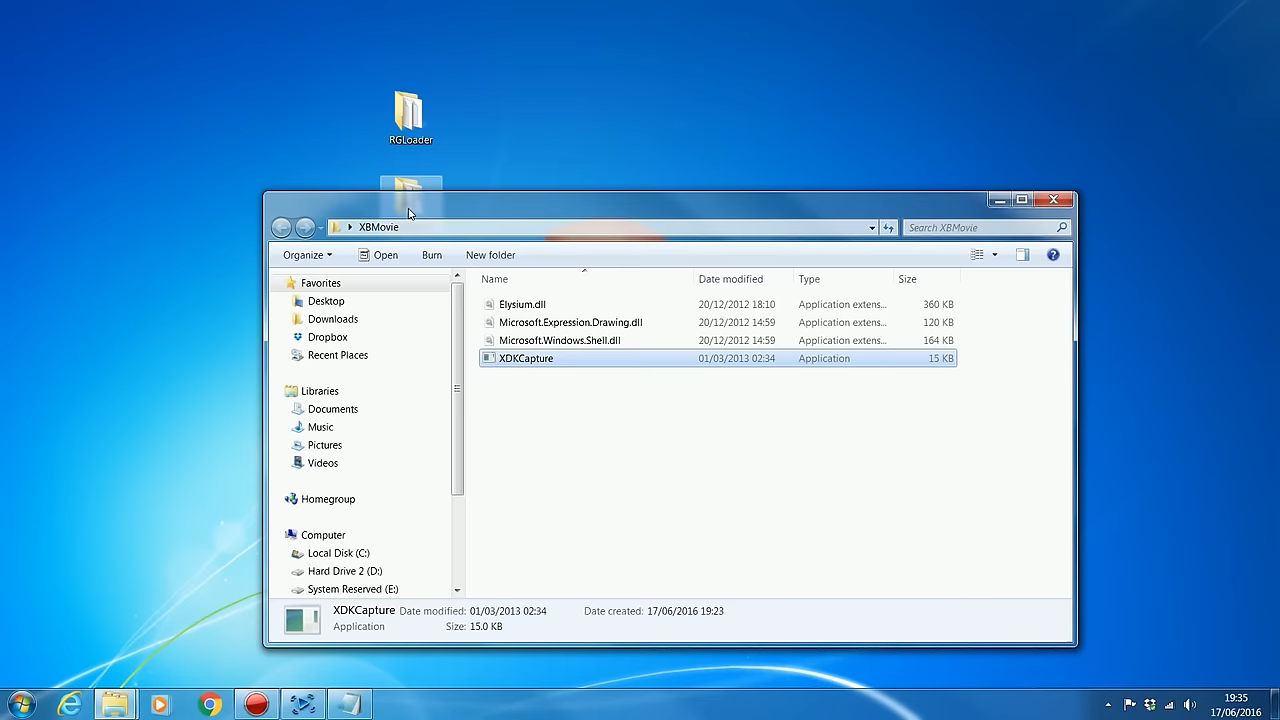 RGLoader
XBMovie
Search XBMovie
Organize
Open
Burn
New folder
Favorites
Desktop
Downloads
Dropbox
Recent Places
Libraries
Documents
Music
Pictures
Videos
Homegroup
Computer
Local Disk (C:)
Hard Drive 2 (D:)
System Reserved (E:)
Name Date modified Type Size
Elysium.dll 20/12/2012 18:10 Application extens... 360 KB
Microsoft.Expression.Drawing.dll 20/12/2012 14:59 Application extens... 120 KB
Microsoft.Windows.Shell.dll 20/12/2012 14:59 Application extens... 164 KB
XDKCapture 01/03/2013 02:34 Application 15 KB
XDKCapture Date modified: 01/03/2013 02:34 Date created: 17/06/2016 19:23
Application Size: 15.0 KB
19:35
17/06/2016